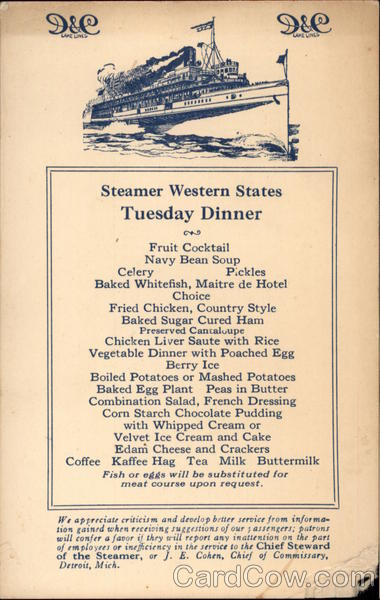 D&C D&C
LAKE LINES LAKE LINES
Steamer Western States
Tuesday Dinner
Fruit Cocktail
Navy Bean Soup
Celery Pickles
Baked Whitefish, Maitre de Hotel
Choice
Fried Chicken, Country Style
Baked Sugar Cured Ham
Preserved Cantaloupe
Chicken Liver Saute with Rice
Vegetable Dinner with Poached Egg
Berry Ice
Boiled Potatoes or Mashed Potatoes
Baked Egg Plant Peas in Butter
Combination Salad, French Dressing
Corn Starch Chocolate Pudding
with Whipped Cream or
Velvet Ice Cream and Cake
Edam Cheese and Crackers
Coffee Kaffee Hag Tea Milk Buttermilk
Fish or eggs will be substituted for
meat course upon request.
We appreciate criticism and develop better service from informa-
tion gained when receiving suggestions of our passengers; patrons
will confer a favor if they will report any inattention on the part
of employees or inefficiency in the service to the Chief Steward
of the Steamer, or J. E. Cohen, Chief of Commissary,
Detroit, Mich.
CardCow.com